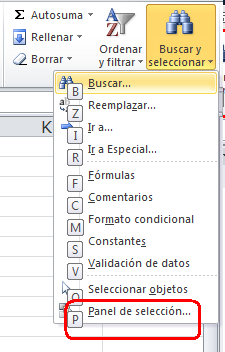 Σ Autosuma
Rellenar
Borrar
Ordenar
y filtrar
Buscar y
seleccionar
K
B Buscar...
Z Reemplazar...
I Ir a...
R Ir a Especial...
F Fórmulas
C Comentarios
M Formato condicional
S Constantes
V Validación de datos
O Seleccionar objetos
P Panel de selección...